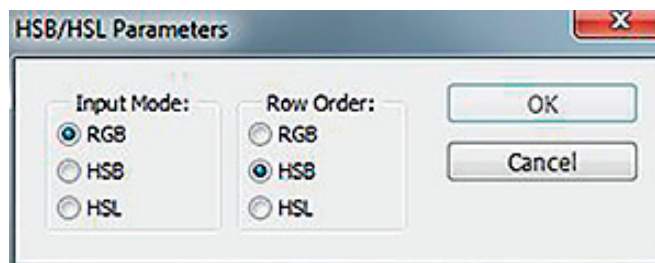 HSB/HSL Parameters
Input Mode:
RGB
HSB
HSL
Row Order:
RGB
HSB
HSL
OK
Cancel